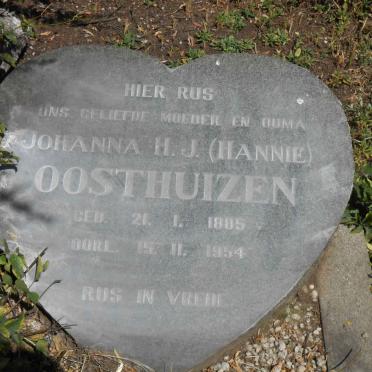 HIER RUS
ONS GELIEFDE MOEDER EN OUMA
JOHANNA H. J. (HANNIE)
OOSTHUIZEN
GEB. 21. 1. 1885
OORL. 15. 11. 1954
RUS IN VREDE